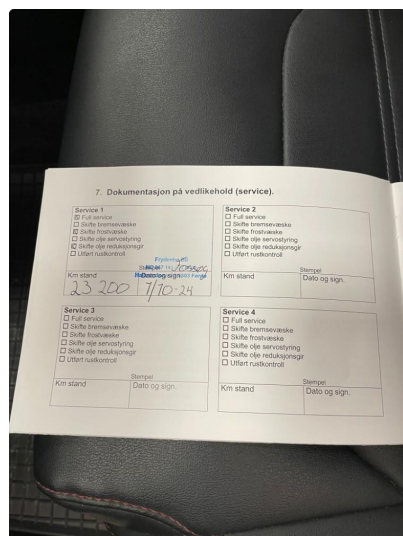 7. Dokumentasjon på vedlikehold (service).
Service 1
☒ Full service
☐ Skifte bremsevæske
☒ Skifte frostvæske
☐ Skifte olje servostyring
☒ Skifte olje reduksjonsgir
☐ Utført rustkontroll
Km stand
Dato og sign.
23 200
7/10-24
Service 2
☐ Full service
☐ Skifte bremsevæske
☐ Skifte frostvæske
☐ Skifte olje servostyring
☐ Skifte olje reduksjonsgir
☐ Utført rustkontroll
Stempel
Km stand
Dato og sign.
Service 3
☐ Full service
☐ Skifte bremsevæske
☐ Skifte frostvæske
☐ Skifte olje servostyring
☐ Skifte olje reduksjonsgir
☐ Utført rustkontroll
Stempel
Km stand
Dato og sign.
Service 4
☐ Full service
☐ Skifte bremsevæske
☐ Skifte frostvæske
☐ Skifte olje servostyring
☐ Skifte olje reduksjonsgir
☐ Utført rustkontroll
Stempel
Km stand
Dato og sign.